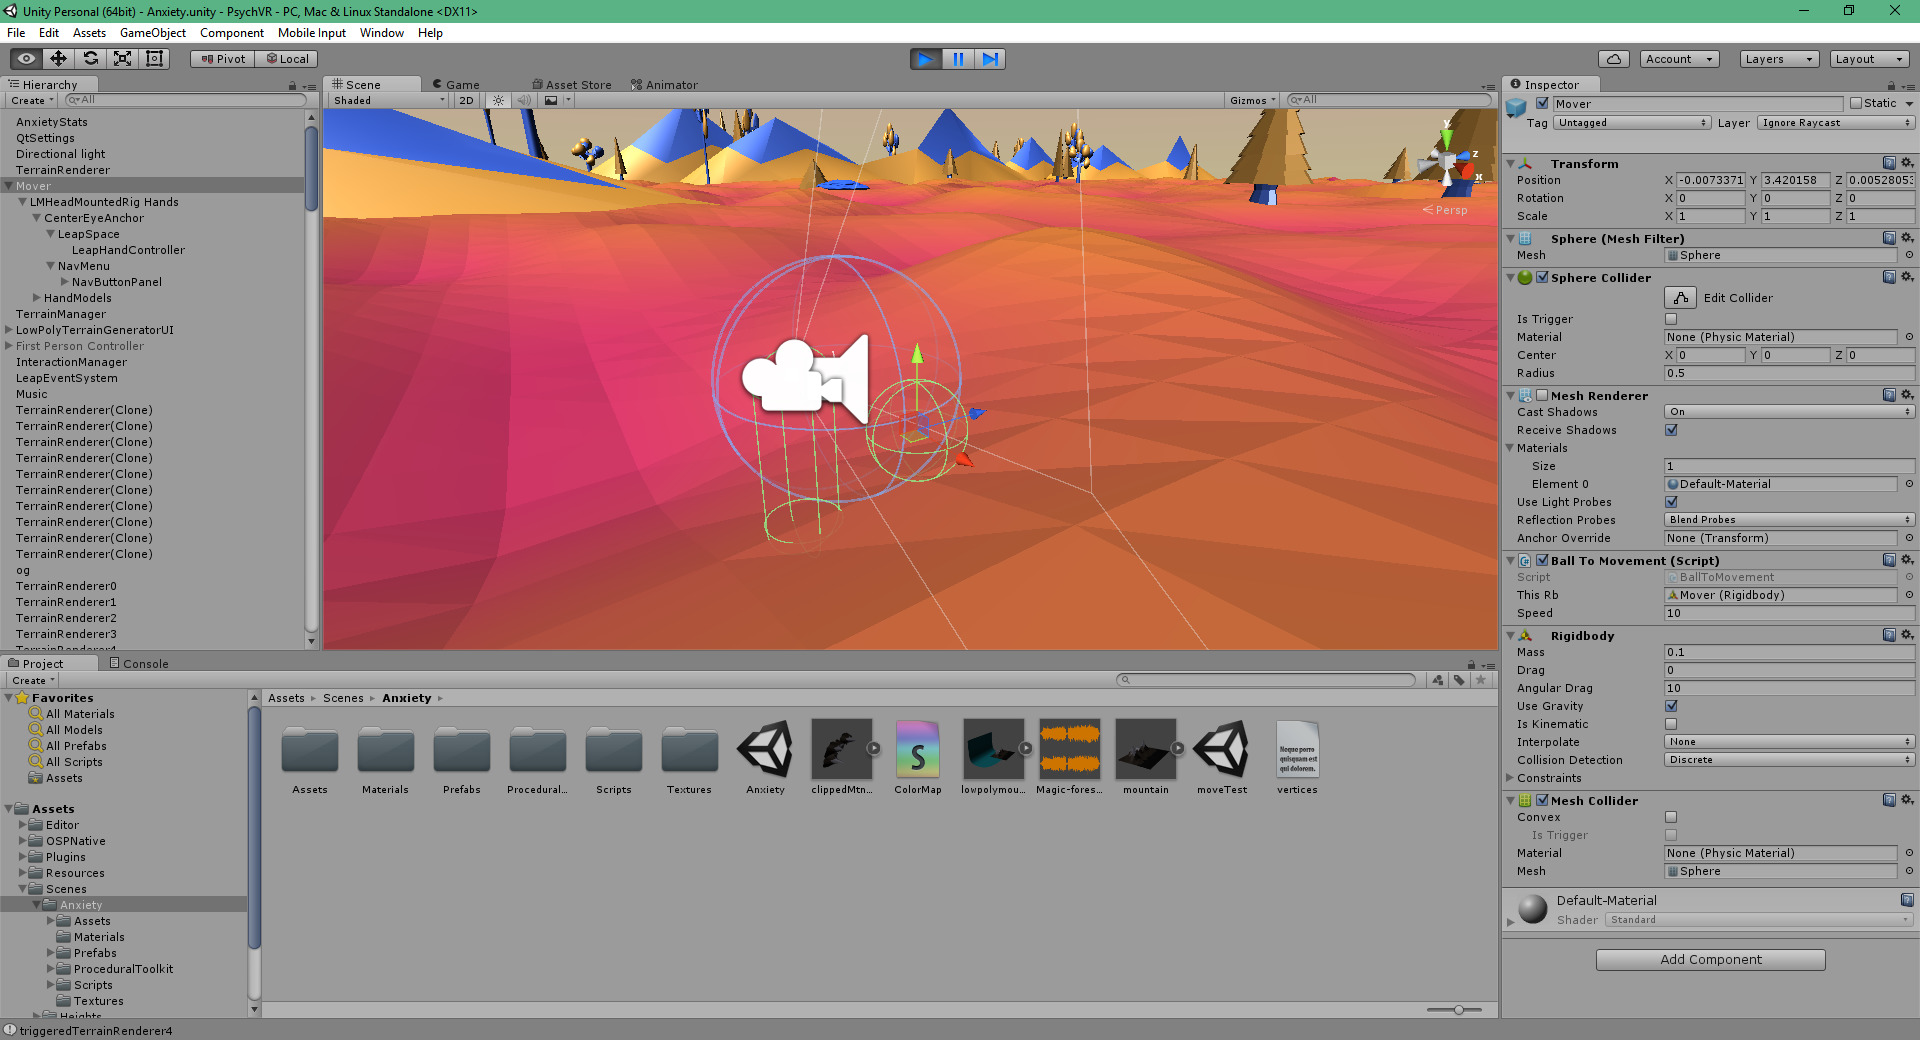 Unity Personal (64bit) - Anxiety.unity - PsychVR - PC, Mac & Linux Standalone <DX11>
File Edit Assets GameObject Component Mobile Input Window Help
Pivot Local Account Layers Layout
Hierarchy
Create All
AnxietyStats
QtSettings
Directional light
TerrainRenderer
Mover
LMHeadMountedRig Hands
CenterEyeAnchor
LeapSpace
LeapHandController
NavMenu
NavButtonPanel
HandModels
TerrainManager
LowPolyTerrainGeneratorUI
First Person Controller
InteractionManager
LeapEventSystem
Music
TerrainRenderer(Clone)
TerrainRenderer(Clone)
TerrainRenderer(Clone)
TerrainRenderer(Clone)
TerrainRenderer(Clone)
TerrainRenderer(Clone)
TerrainRenderer(Clone)
TerrainRenderer(Clone)
TerrainRenderer(Clone)
TerrainRenderer(Clone)
og
TerrainRenderer0
TerrainRenderer1
TerrainRenderer2
TerrainRenderer3
TerrainRenderer4
Scene Game Asset Store Animator
Shaded 2D Gizmos All
y
z
x
Persp
Inspector
Mover Static
Tag Untagged Layer Ignore Raycast
Transform
Position X -0.0073371 Y 3.420158 Z 0.0052805
Rotation X 0 Y 0 Z 0
Scale X 1 Y 1 Z 1
Sphere (Mesh Filter)
Mesh Sphere
Sphere Collider
Edit Collider
Is Trigger
Material None (Physic Material)
Center X 0 Y 0 Z 0
Radius 0.5
Mesh Renderer
Cast Shadows On
Receive Shadows
Materials
Size 1
Element 0 Default-Material
Use Light Probes
Reflection Probes Blend Probes
Anchor Override None (Transform)
Ball To Movement (Script)
Script BallToMovement
This Rb Mover (Rigidbody)
Speed 10
Rigidbody
Mass 0.1
Drag 0
Angular Drag 10
Use Gravity
Is Kinematic
Interpolate None
Collision Detection Discrete
Constraints
Mesh Collider
Convex
Is Trigger
Material None (Physic Material)
Mesh Sphere
Default-Material
Shader Standard
Add Component
Project Console
Create
Favorites
All Materials
All Models
All Prefabs
All Scripts
Assets
Assets
Editor
OSPNative
Plugins
Resources
Scenes
Anxiety
Assets
Materials
Prefabs
ProceduralToolkit
Scripts
Textures
Heights
Assets Scenes Anxiety
S
Neque porro
quisquam est
qui dolorem.
Assets Materials Prefabs Procedural... Scripts Textures Anxiety clippedMtn... ColorMap lowpolymou... Magic-fores... mountain moveTest vertices
triggeredTerrainRenderer4